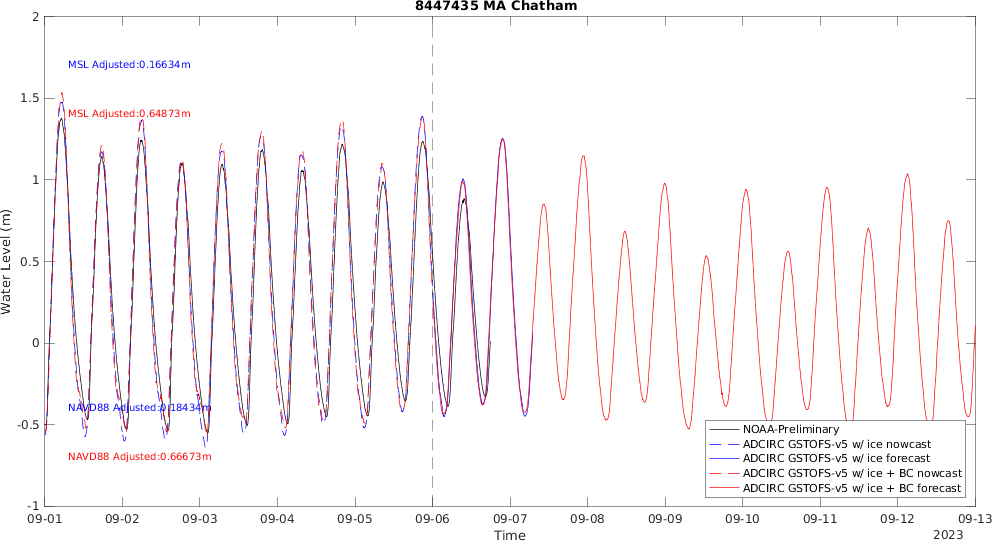 8447435 MA Chatham
2
1.5
1
0.5
0
-0.5
-1
Water Level (m)
MSL Adjusted:0.16634m
MSL Adjusted:0.64873m
NAVD88 Adjusted:0.18434m
NAVD88 Adjusted:0.66673m
NOAA-Preliminary
ADCIRC GSTOFS-v5 w/ ice nowcast
ADCIRC GSTOFS-v5 w/ ice forecast
ADCIRC GSTOFS-v5 w/ ice + BC nowcast
ADCIRC GSTOFS-v5 w/ ice + BC forecast
09-01 09-02 09-03 09-04 09-05 09-06 09-07 09-08 09-09 09-10 09-11 09-12 09-13
Time
2023